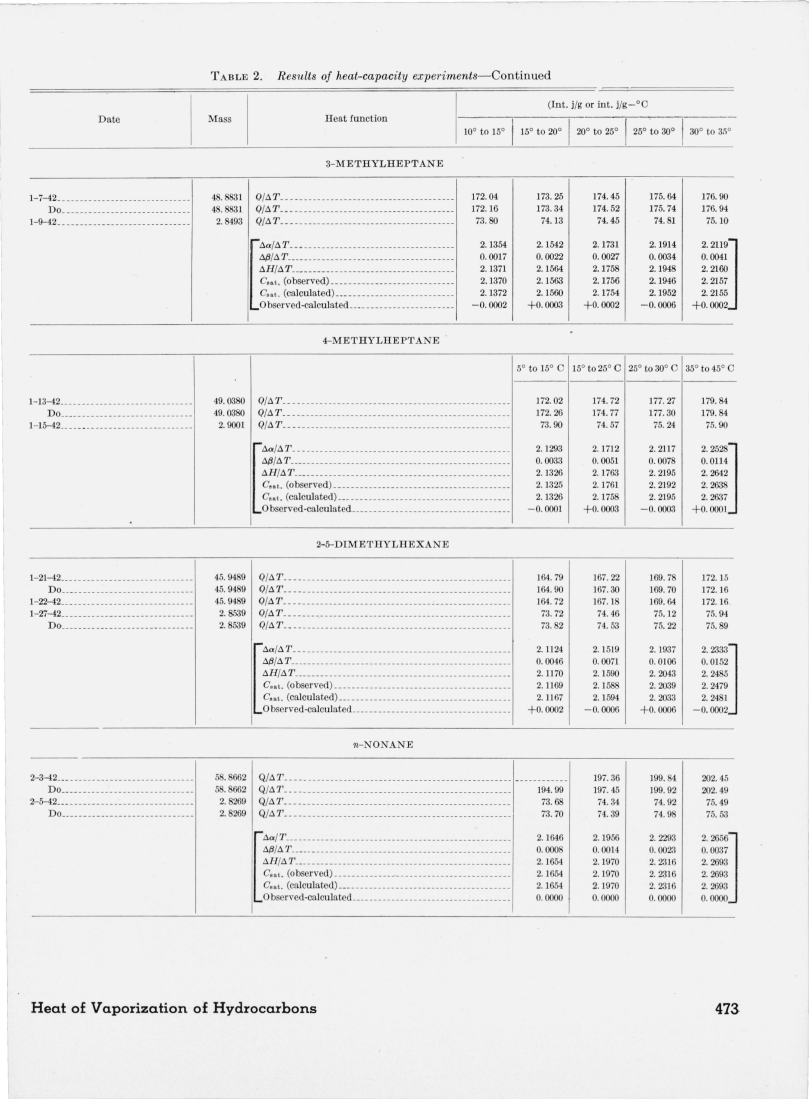 TABLE 2. Results of heat-capacity experiments—Continued
Date Mass Heat function (Int. j/g or int. j/g—°C
10° to 15° 15° to 20° 20° to 25° 25° to 30° 30° to 35°
3-METHYLHEPTANE
1-7-42 48.8831 Q/ΔT 172.04 173.25 174.45 175.64 176.90
Do 48.8831 Q/ΔT 172.16 173.34 174.52 175.74 176.94
1-9-42 2.8493 Q/ΔT 73.80 74.13 74.45 74.81 75.10
Δα/ΔT 2.1354 2.1542 2.1731 2.1914 2.2119
Δβ/ΔT 0.0017 0.0022 0.0027 0.0034 0.0041
ΔH/ΔT 2.1371 2.1564 2.1758 2.1948 2.2160
Csat. (observed) 2.1370 2.1563 2.1756 2.1946 2.2157
Csat. (calculated) 2.1372 2.1560 2.1754 2.1952 2.2155
Observed-calculated −0.0002 +0.0003 +0.0002 −0.0006 +0.0002
4-METHYLHEPTANE
5° to 15° C 15° to 25° C 25° to 30° C 35° to 45° C
1-13-42 49.0380 Q/ΔT 172.02 174.72 177.27 179.84
Do 49.0380 Q/ΔT 172.26 174.77 177.30 179.84
1-15-42 2.9001 Q/ΔT 73.90 74.57 75.24 75.90
Δα/ΔT 2.1293 2.1712 2.2117 2.2528
Δβ/ΔT 0.0033 0.0051 0.0078 0.0114
ΔH/ΔT 2.1326 2.1763 2.2195 2.2642
Csat. (observed) 2.1325 2.1761 2.2192 2.2638
Csat. (calculated) 2.1326 2.1758 2.2195 2.2637
Observed-calculated −0.0001 +0.0003 −0.0003 +0.0001
2-5-DIMETHYLHEXANE
1-21-42 45.9489 Q/ΔT 164.79 167.22 169.78 172.15
Do 45.9489 Q/ΔT 164.90 167.30 169.70 172.16
1-22-42 45.9489 Q/ΔT 164.72 167.18 169.64 172.16
1-27-42 2.8539 Q/ΔT 73.72 74.46 75.12 75.94
Do 2.8539 Q/ΔT 73.82 74.53 75.22 75.89
Δα/ΔT 2.1124 2.1519 2.1937 2.2333
Δβ/ΔT 0.0046 0.0071 0.0106 0.0152
ΔH/ΔT 2.1170 2.1590 2.2043 2.2485
Csat. (observed) 2.1169 2.1588 2.2039 2.2479
Csat. (calculated) 2.1167 2.1594 2.2033 2.2481
Observed-calculated +0.0002 −0.0006 +0.0006 −0.0002
n-NONANE
2-3-42 58.8662 Q/ΔT 197.36 199.84 202.45
Do 58.8662 Q/ΔT 194.99 197.45 199.92 202.49
2-5-42 2.8269 Q/ΔT 73.68 74.34 74.92 75.49
Do 2.8269 Q/ΔT 73.70 74.39 74.98 75.53
Δα/T 2.1646 2.1956 2.2293 2.2656
Δβ/ΔT 0.0008 0.0014 0.0023 0.0037
ΔH/ΔT 2.1654 2.1970 2.2316 2.2693
Csat. (observed) 2.1654 2.1970 2.2316 2.2693
Csat. (calculated) 2.1654 2.1970 2.2316 2.2693
Observed-calculated 0.0000 0.0000 0.0000 0.0000
Heat of Vaporization of Hydrocarbons 473